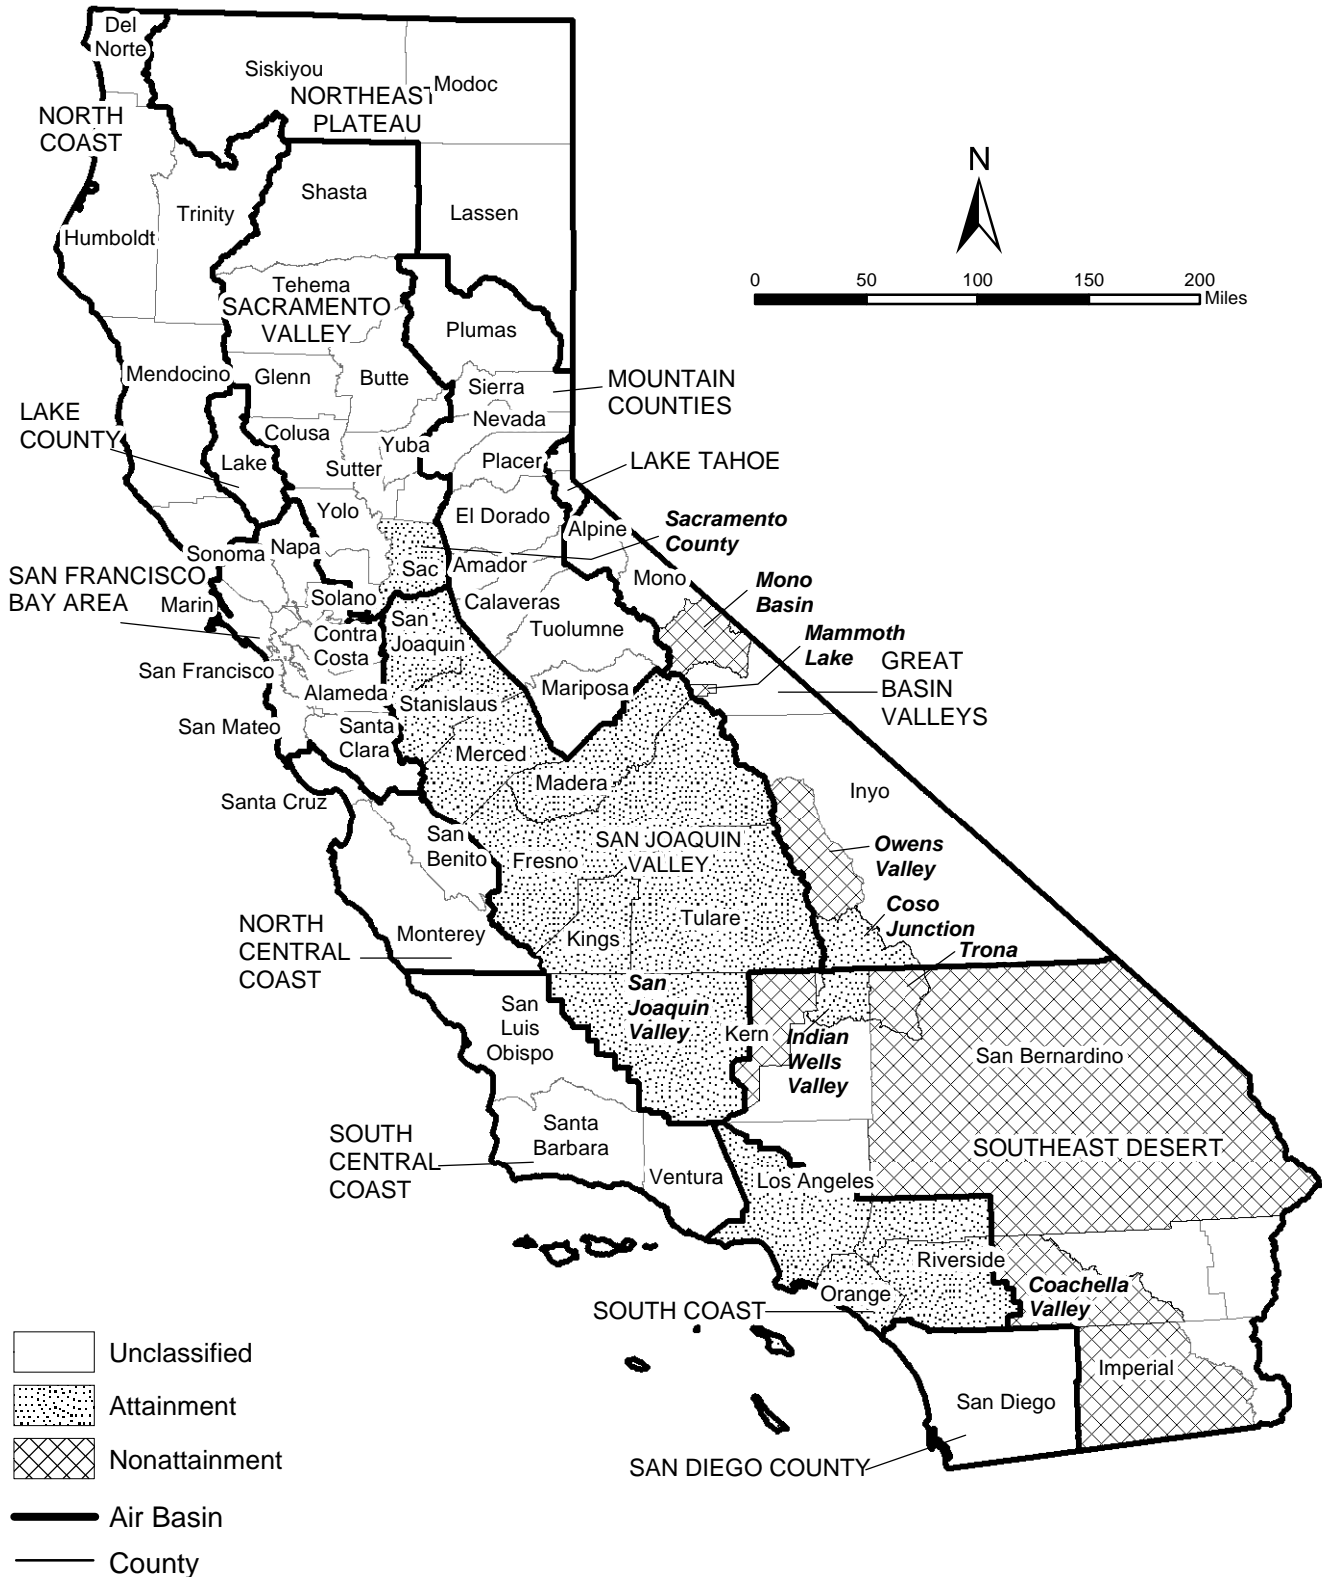 Del
Norte
Siskiyou
Modoc
NORTHEAST
PLATEAU
NORTH
COAST
Shasta
Trinity
Lassen
Humboldt
N
0 50 100 150 200
Miles
Tehema
SACRAMENTO
VALLEY
Plumas
Mendocino
Glenn
Butte
Sierra
MOUNTAIN
COUNTIES
Nevada
LAKE
COUNTY
Colusa
Yuba
Lake
Sutter
Placer
LAKE TAHOE
Yolo
El Dorado
Alpine
Sacramento
County
Sonoma
Napa
Sac
Amador
Mono
Mono
Basin
SAN FRANCISCO
BAY AREA
Marin
Solano
Calaveras
San
Joaquin
Tuolumne
Contra
Costa
Mammoth
Lake
GREAT
BASIN
VALLEYS
San Francisco
Alameda
Mariposa
Stanislaus
San Mateo
Santa
Clara
Merced
Madera
Santa Cruz
Inyo
San
Benito
Fresno
SAN JOAQUIN
VALLEY
Owens
Valley
Tulare
Coso
Junction
NORTH
CENTRAL
COAST
Monterey
Kings
Trona
San
Joaquin
Valley
San
Luis
Obispo
Kern
Indian
Wells
Valley
San Bernardino
SOUTH
CENTRAL
COAST
Santa
Barbara
Ventura
Los Angeles
SOUTHEAST DESERT
Riverside
Orange
Coachella
Valley
SOUTH COAST
Imperial
San Diego
SAN DIEGO COUNTY
Unclassified
Attainment
Nonattainment
Air Basin
County